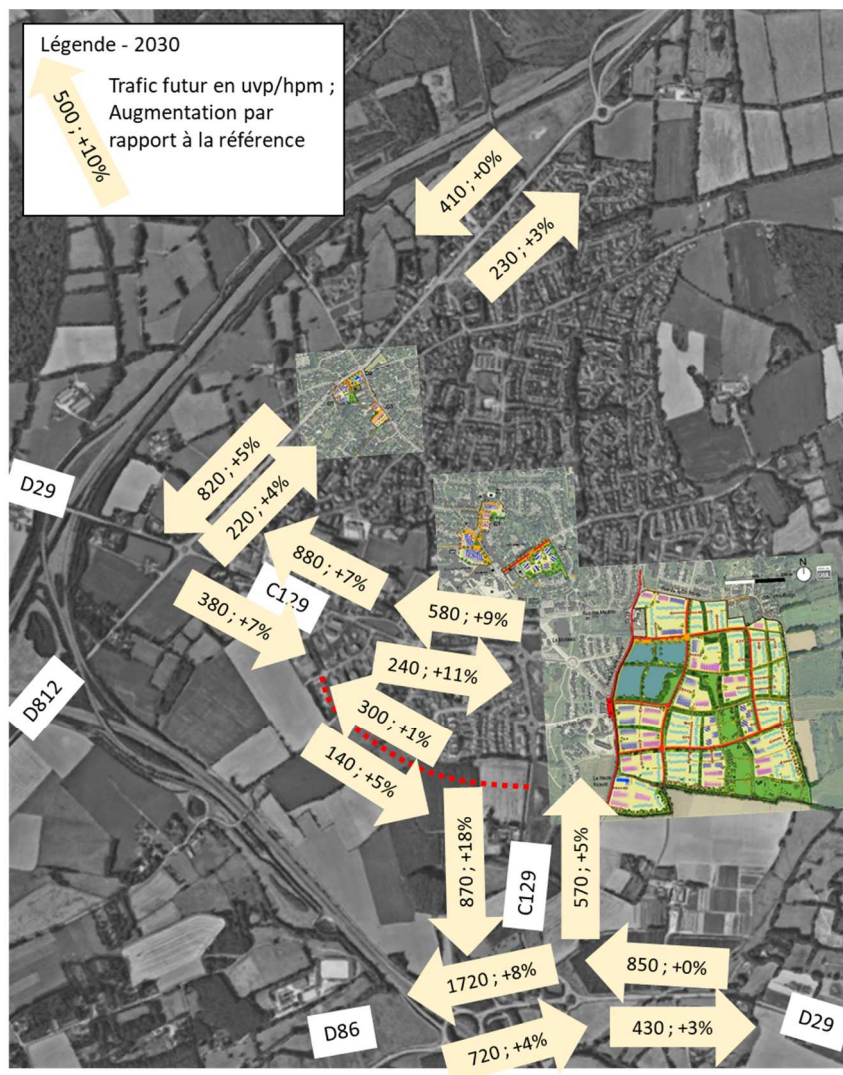 Légende - 2030
500 ; +10%
Trafic futur en uvp/hpm ;
Augmentation par
rapport à la référence
410 ; +0%
230 ; +3%
D29
820 ; +5%
220 ; +4%
880 ; +7%
C129
380 ; +7%
580 ; +9%
240 ; +11%
N
D812
300 ; +1%
140 ; +5%
870 ; +18%
C129
570 ; +5%
1720 ; +8%
850 ; +0%
D86
720 ; +4%
430 ; +3%
D29